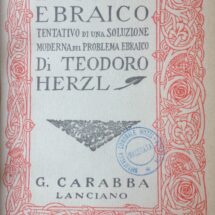 EBRAICO
TENTATIVO DI UNA SOLUZIONE
MODERNA DEL PROBLEMA EBRAICO
DI TEODORO
HERZL
G. CARABBA
LANCIANO